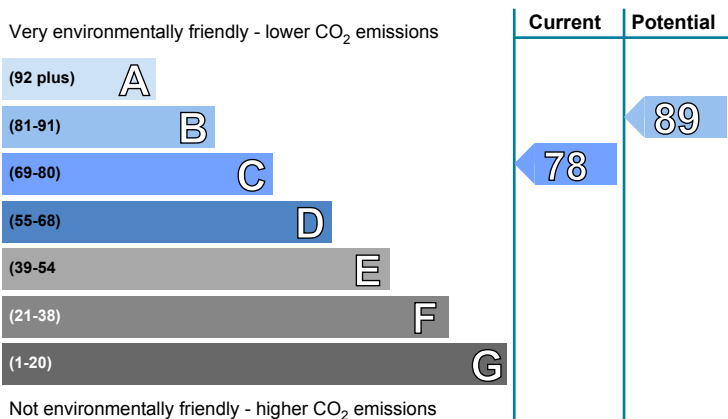 Very environmentally friendly - lower CO2 emissions
Current
Potential
(92 plus) A
(81-91) B
89
(69-80) C
78
(55-68) D
(39-54 E
(21-38) F
(1-20) G
Not environmentally friendly - higher CO2 emissions